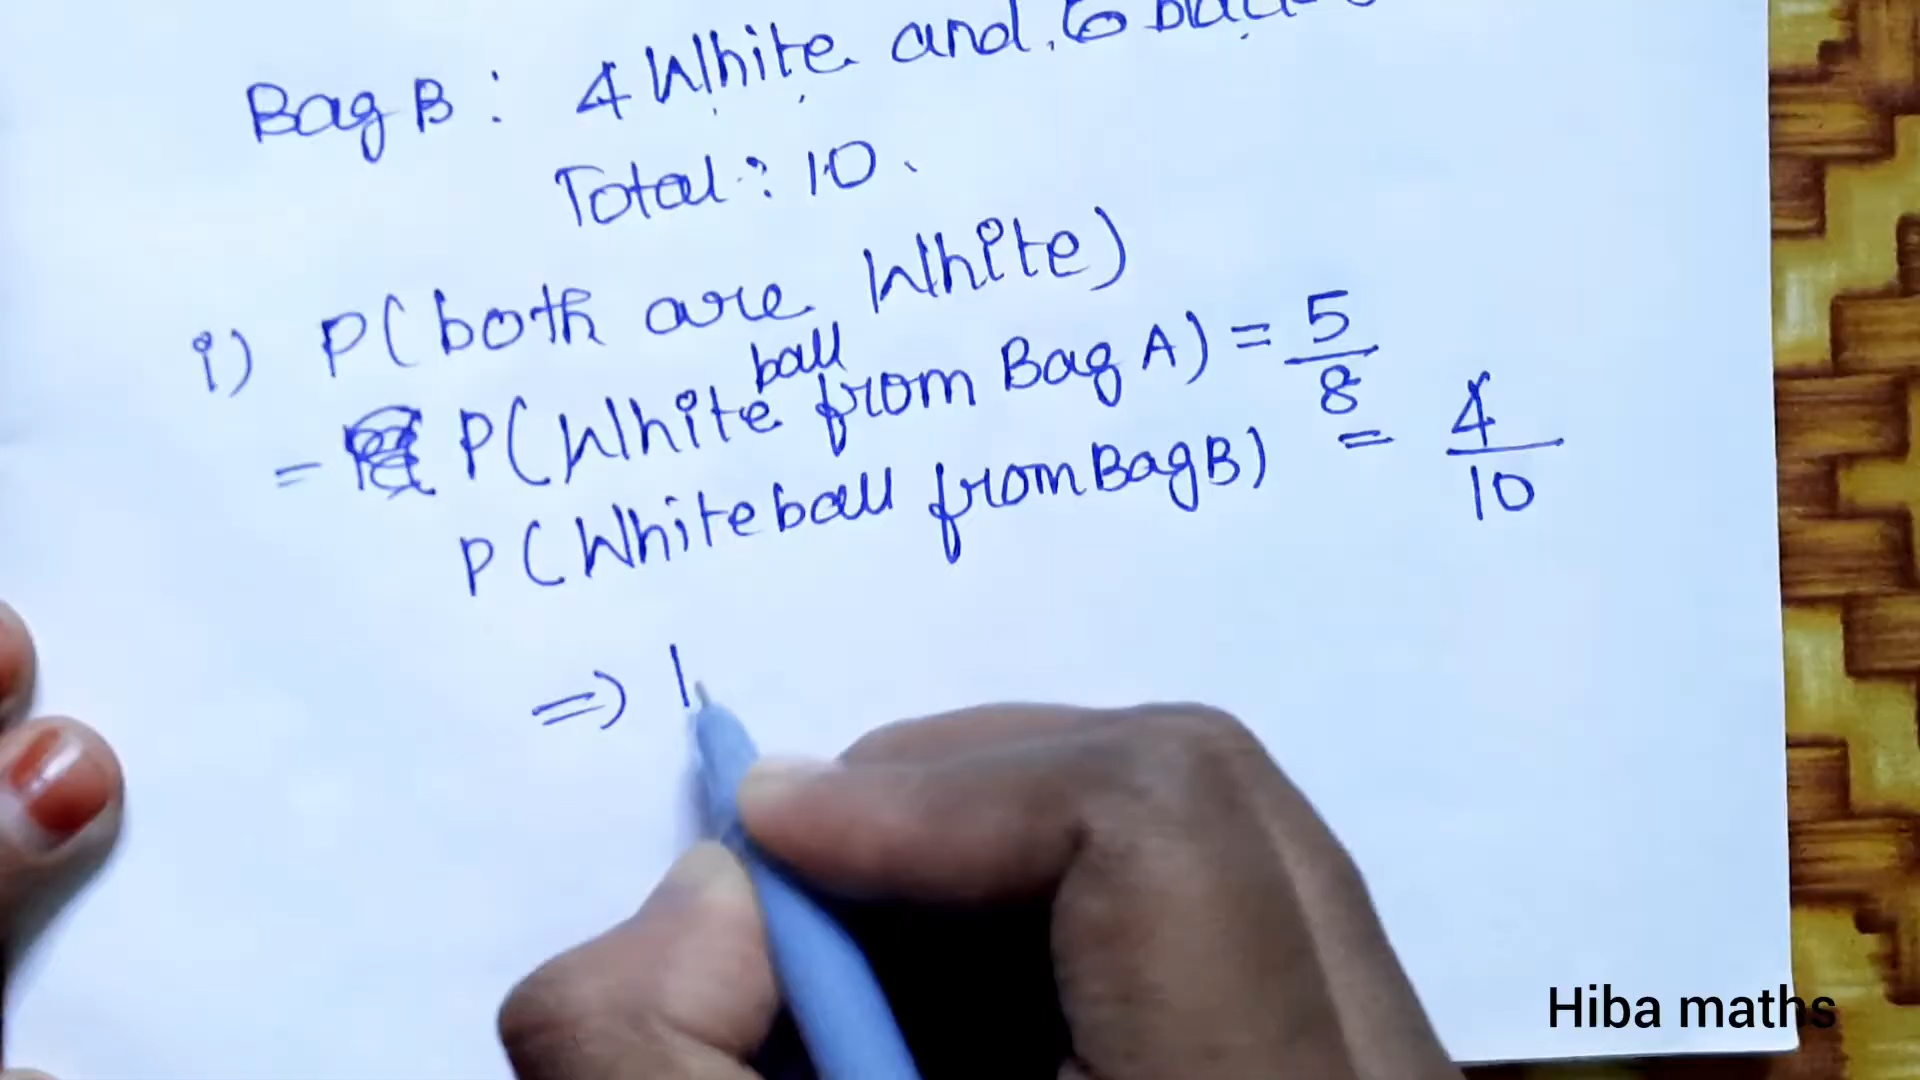 Bag B : 4 White and 6 black
Total : 10.
i) P(both are White)
= P(White ball from Bag A) = 5/8
P(White ball from Bag B) = 4/10
=>
Hiba maths